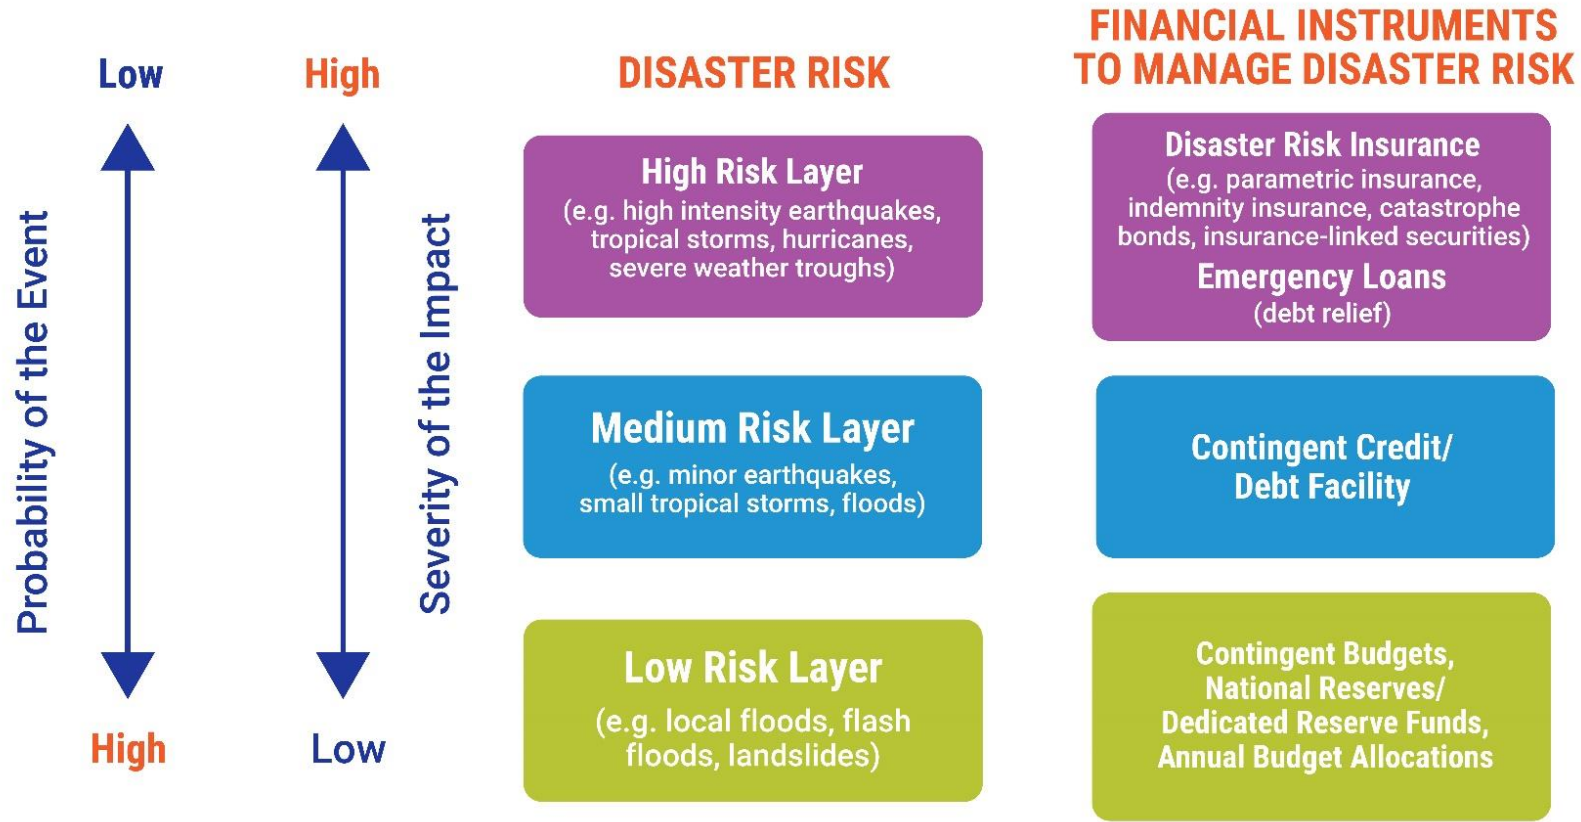 Low
High
Probability of the Event
High
Low
Severity of the Impact
DISASTER RISK
High Risk Layer
(e.g. high intensity earthquakes,
tropical storms, hurricanes,
severe weather troughs)
Medium Risk Layer
(e.g. minor earthquakes,
small tropical storms, floods)
Low Risk Layer
(e.g. local floods, flash
floods, landslides)
FINANCIAL INSTRUMENTS
TO MANAGE DISASTER RISK
Disaster Risk Insurance
(e.g. parametric insurance,
indemnity insurance, catastrophe
bonds, insurance-linked securities)
Emergency Loans
(debt relief)
Contingent Credit/
Debt Facility
Contingent Budgets,
National Reserves/
Dedicated Reserve Funds,
Annual Budget Allocations